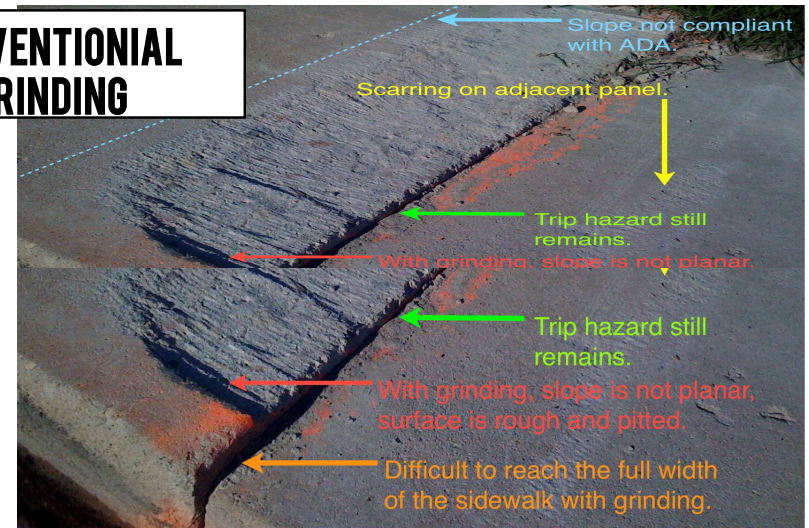 VENTIONIAL
RINDING
Slope not compliant
with ADA.
Scarring on adjacent panel.
Trip hazard still
remains.
With grinding, slope is not planar,
Trip hazard still
remains.
With grinding, slope is not planar,
surface is rough and pitted.
Difficult to reach the full width
of the sidewalk with grinding.